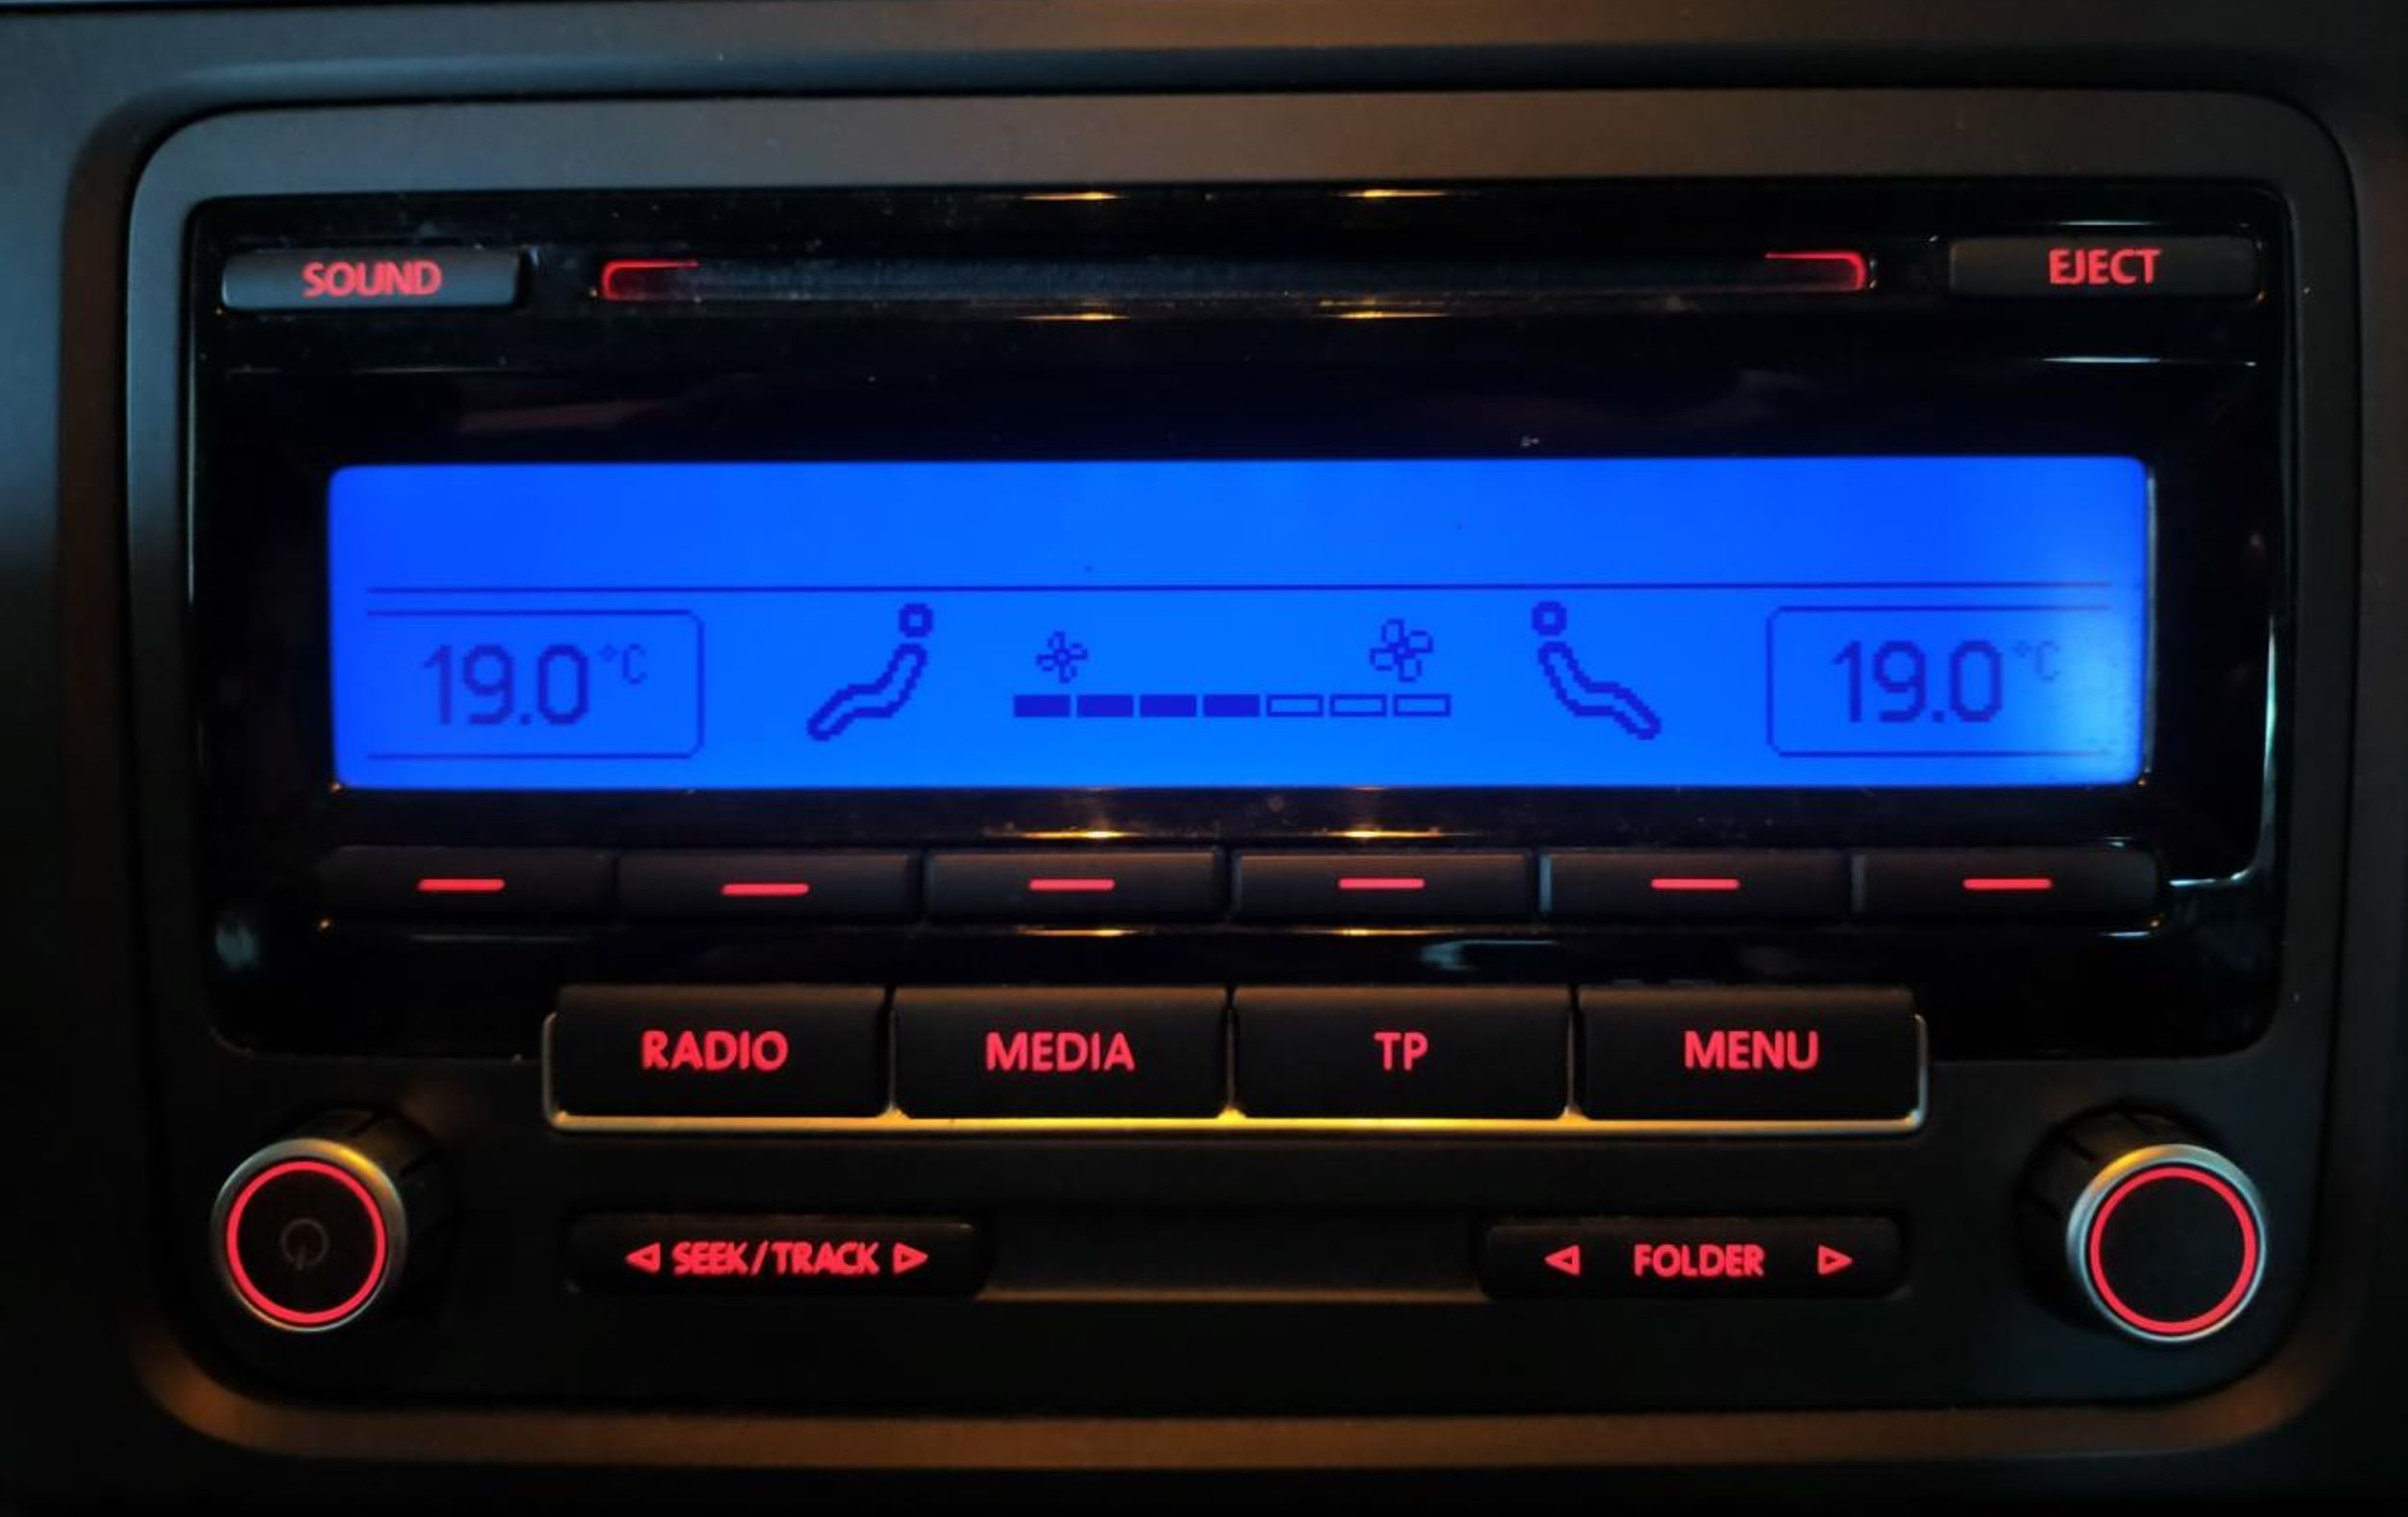 SOUND EJECT
19.0°C 19.0°C
RADIO MEDIA TP MENU
SEEK/TRACK FOLDER